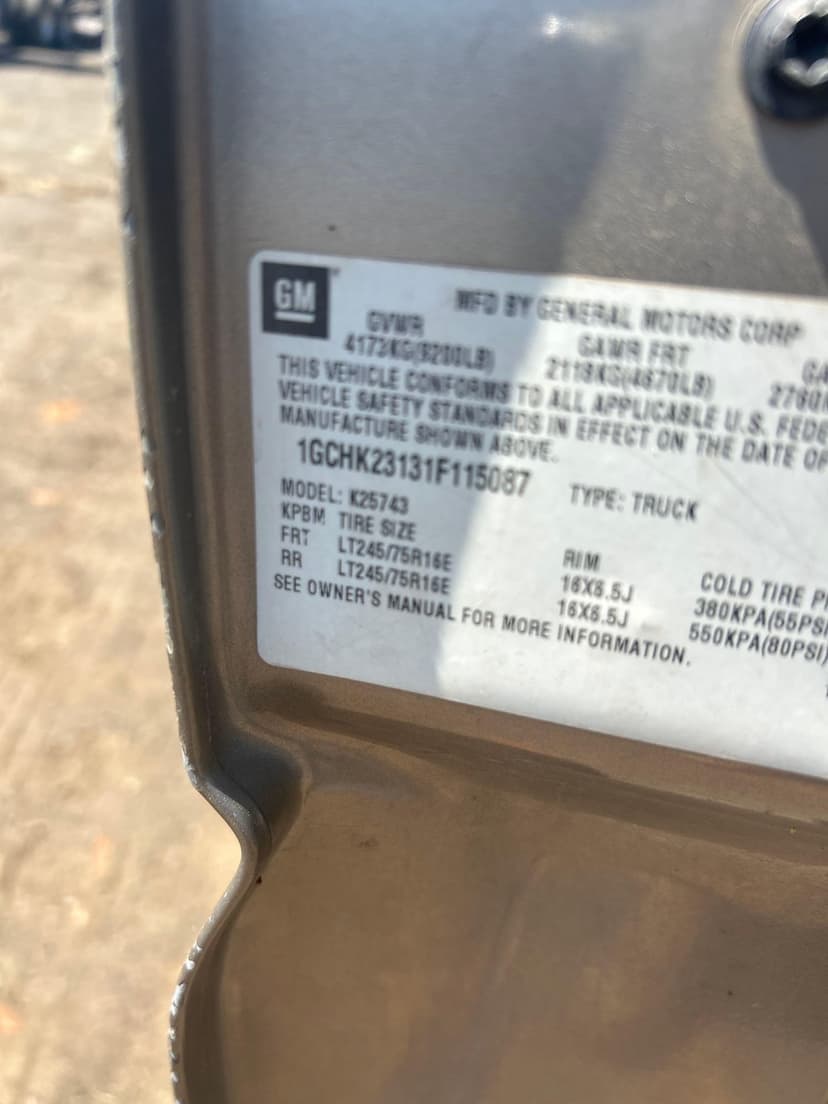 GM
MFD BY GENERAL MOTORS CORP
GVWR GAWR FRT
4173KG(9200LB) 2118KG(4670LB)
THIS VEHICLE CONFORMS TO ALL APPLICABLE U.S. FEDE
VEHICLE SAFETY STANDARDS IN EFFECT ON THE DATE OF
MANUFACTURE SHOWN ABOVE.
1GCHK23131F115087 TYPE: TRUCK
MODEL: K25743
KPBM TIRE SIZE RIM COLD TIRE P
FRT LT245/75R16E 16X6.5J 380KPA(55PSI
RR LT245/75R16E 16X6.5J 550KPA(80PSI)
SEE OWNER'S MANUAL FOR MORE INFORMATION.